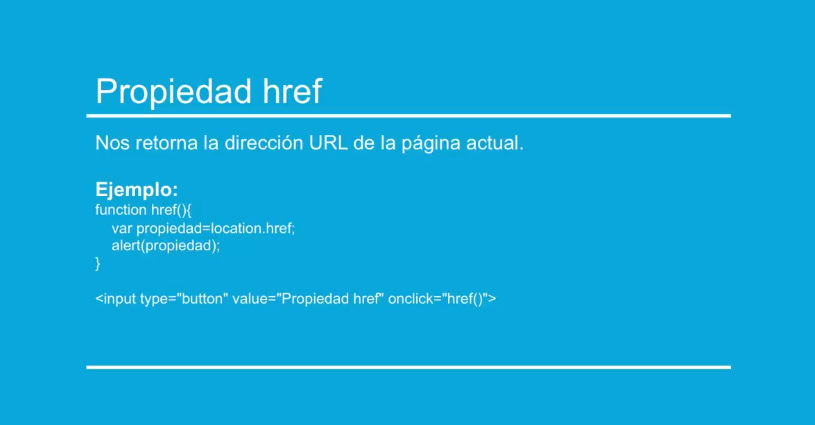 Propiedad href
Nos retorna la dirección URL de la página actual.
Ejemplo:
function href(){
var propiedad=location.href;
alert(propiedad);
}
<input type="button" value="Propiedad href" onclick="href()">